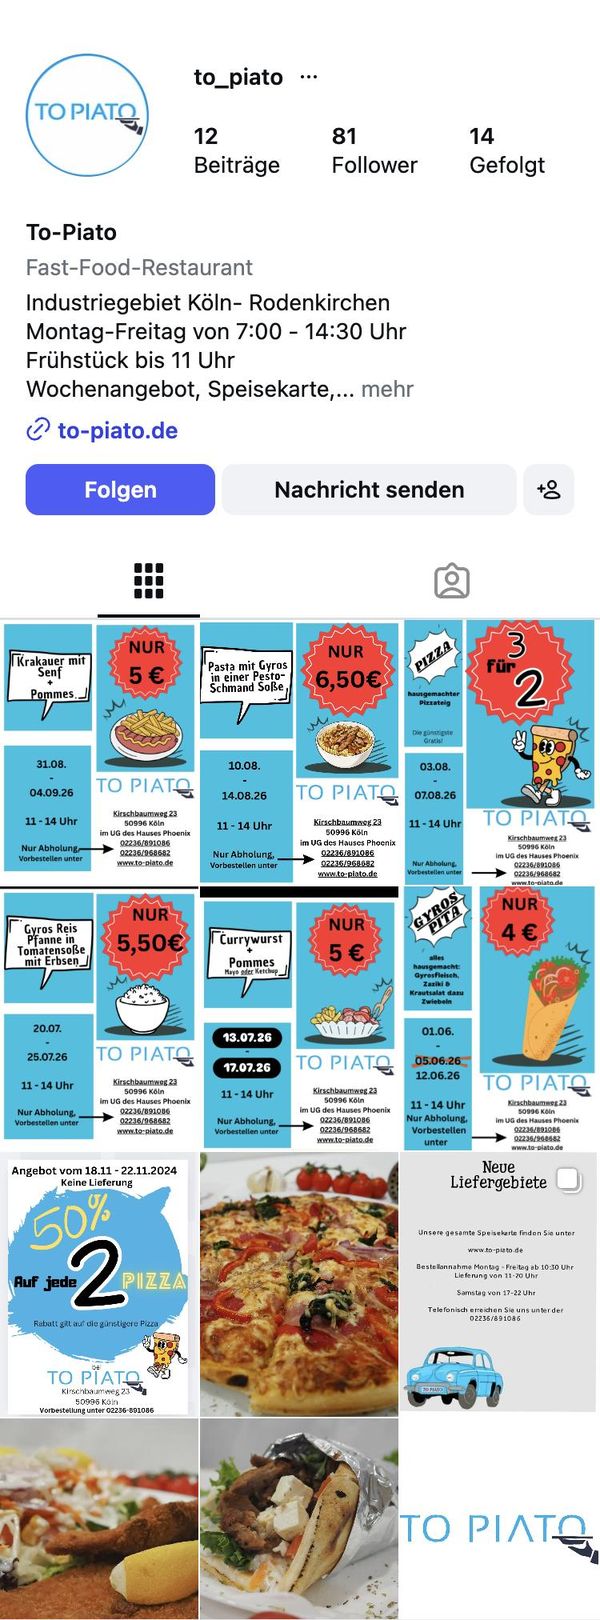 TO PIATO
to_piato ...
12
81
14
Beiträge
Follower
Gefolgt
To-Piato
Fast-Food-Restaurant
Industriegebiet Köln- Rodenkirchen
Montag-Freitag von 7:00 - 14:30 Uhr
Frühstück bis 11 Uhr
Wochenangebot, Speisekarte,... mehr
to-piato.de
Folgen
Nachricht senden
Krakauer mit
Senf
+
Pommes
NUR
5 €
31.08.
-
04.09.26
11 - 14 Uhr
Nur Abholung,
Vorbestellen unter
TO PIATO
Kirschbaumweg 23
50996 Köln
im UG des Hauses Phoenix
02236/891086
02236/968682
www.to-piato.de
Pasta mit Gyros
in einer Pesto-
Schmand Soße
NUR
6,50€
10.08.
-
14.08.26
11 - 14 Uhr
Nur Abholung,
Vorbestellen unter
TO PIATO
Kirschbaumweg 23
50996 Köln
im UG des Hauses Phoenix
02236/891086
02236/968682
www.to-piato.de
PIZZA
hausgemachter
Pizzateig
Die günstigste
Gratis!
3
für
2
03.08.
-
07.08.26
11 - 14 Uhr
Nur Abholung,
Vorbestellen unter
TO PIATO
Kirschbaumweg 23
50996 Köln
im UG des Hauses Phoenix
02236/891086
02236/968682
www.to-piato.de
Gyros Reis
Pfanne in
Tomatensoße
mit Erbsen
NUR
5,50€
20.07.
-
25.07.26
11 - 14 Uhr
Nur Abholung,
Vorbestellen unter
TO PIATO
Kirschbaumweg 23
50996 Köln
im UG des Hauses Phoenix
02236/891086
02236/968682
www.to-piato.de
Currywurst
+
Pommes
Mayo oder Ketchup
NUR
5 €
13.07.26
-
17.07.26
11 - 14 Uhr
Nur Abholung,
Vorbestellen unter
TO PIATO
Kirschbaumweg 23
50996 Köln
im UG des Hauses Phoenix
02236/891086
02236/968682
www.to-piato.de
GYROS
PITA
alles
hausgemacht:
Gyrosfleisch,
Zaziki &
Krautsalat dazu
Zwiebeln
NUR
4 €
01.06.
-
05.06.26
12.06.26
11 - 14 Uhr
Nur Abholung,
Vorbestellen
unter
TO PIATO
Kirschbaumweg 23
50996 Köln
im UG des Hauses Phoenix
02236/891086
02236/968682
www.to-piato.de
Angebot vom 18.11 - 22.11.2024
Keine Lieferung
50%
Auf jede 2 PIZZA
Rabatt gilt auf die günstigere Pizza
bei
TO PIATO
Kirschbaumweg 23
50996 Köln
Vorbestellung unter 02236-891086
Neue
Liefergebiete
Unsere gesamte Speisekarte finden Sie unter
www.to-piato.de
Bestellannahme Montag - Freitag ab 10:30 Uhr
Lieferung von 11-20 Uhr
Samstag von 17-22 Uhr
Telefonisch erreichen Sie uns unter der
02236/891086
TO PIATO
TO PIATO